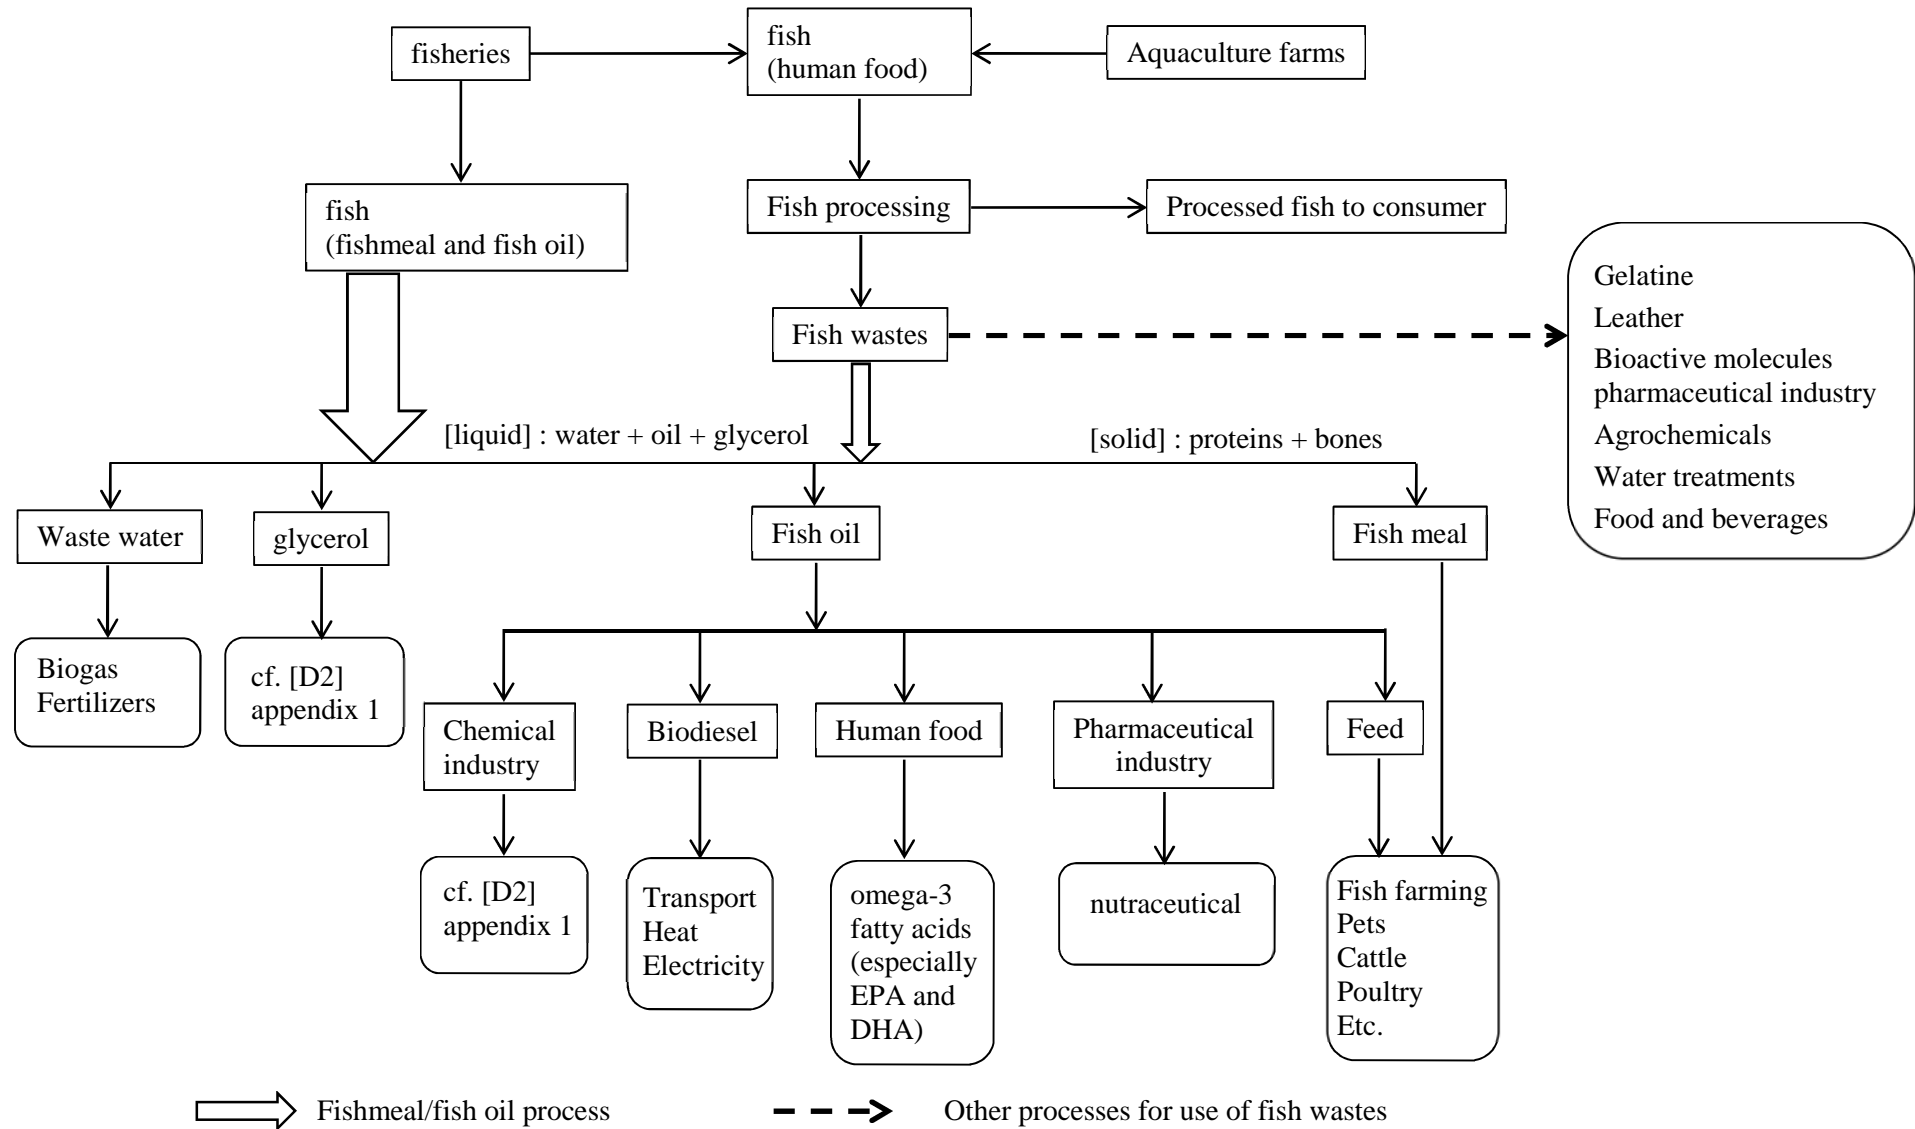 fisheries
fish
(human food)
Aquaculture farms
fish
(fishmeal and fish oil)
Fish processing
Processed fish to consumer
Fish wastes
Gelatine
Leather
Bioactive molecules
pharmaceutical industry
Agrochemicals
Water treatments
Food and beverages
[liquid] : water + oil + glycerol
[solid] : proteins + bones
Waste water
glycerol
Fish oil
Fish meal
Biogas
Fertilizers
cf. [D2]
appendix 1
Chemical
industry
Biodiesel
Human food
Pharmaceutical
industry
Feed
cf. [D2]
appendix 1
Transport
Heat
Electricity
omega-3
fatty acids
(especially
EPA and
DHA)
nutraceutical
Fish farming
Pets
Cattle
Poultry
Etc.
Fishmeal/fish oil process
Other processes for use of fish wastes